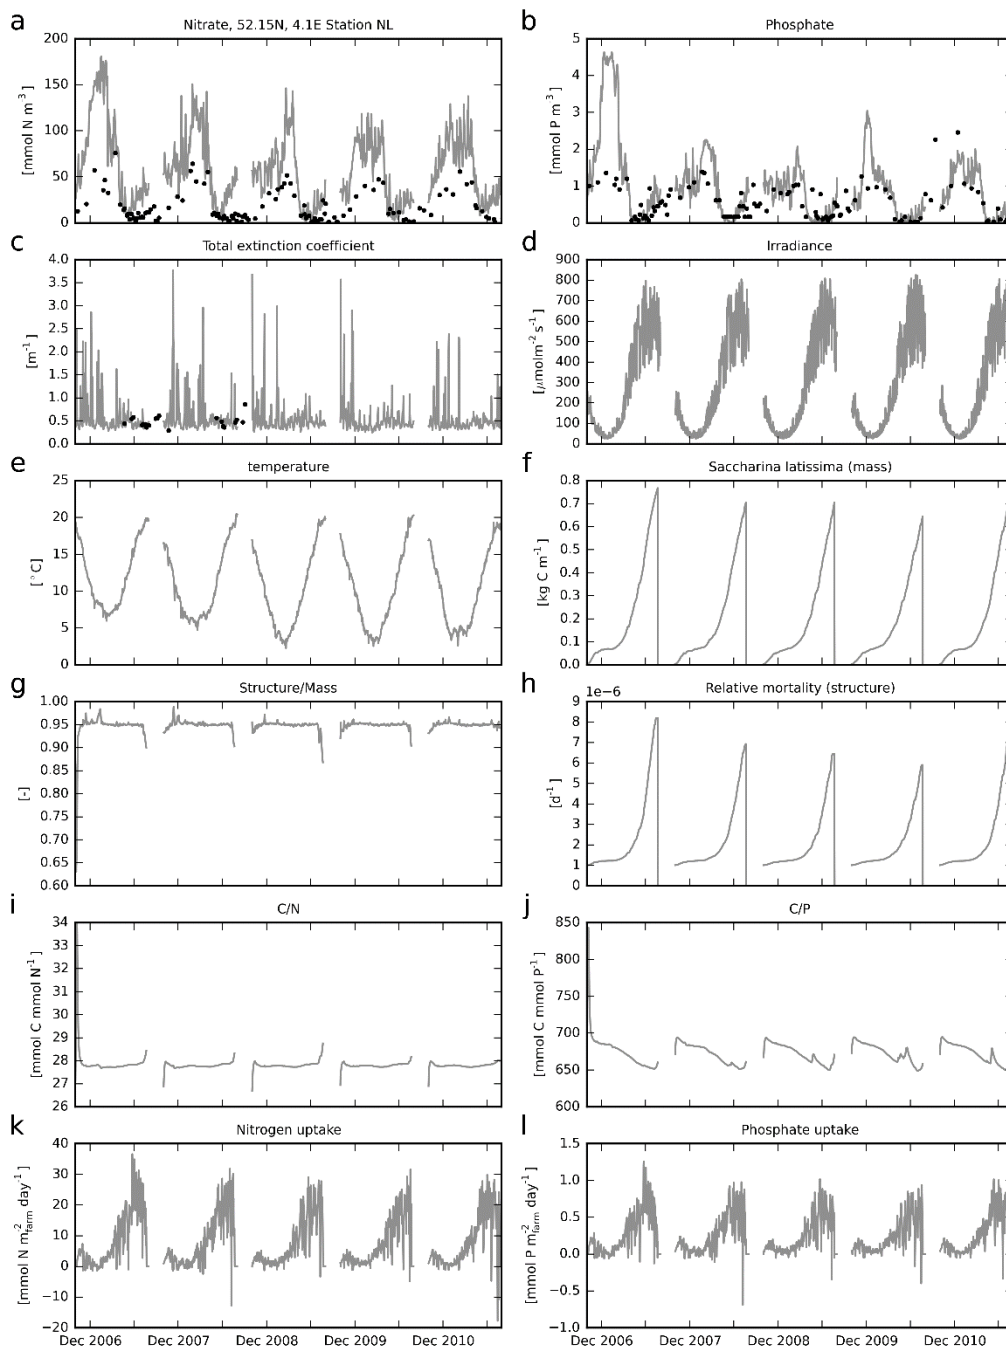 a
Nitrate, 52.15N, 4.1E Station NL
200
150
100
50
0
[mmol N m³]
b
Phosphate
5
4
3
2
1
0
[mmol P m³]
c
Total extinction coefficient
4.0
3.5
3.0
2.5
2.0
1.5
1.0
0.5
0.0
[m⁻¹]
d
Irradiance
900
800
700
600
500
400
300
200
100
0
[μmolm⁻² s⁻¹]
e
temperature
25
20
15
10
5
0
[°C]
f
Saccharina latissima (mass)
0.8
0.7
0.6
0.5
0.4
0.3
0.2
0.1
0.0
[kg C m⁻¹]
g
Structure/Mass
1.00
0.95
0.90
0.85
0.80
0.75
0.70
0.65
0.60
[-]
h
Relative mortality (structure)
1e−6
9
8
7
6
5
4
3
2
1
0
[d⁻¹]
i
C/N
34
33
32
31
30
29
28
27
26
[mmol C mmol N⁻¹]
j
C/P
850
800
750
700
650
600
[mmol C mmol P⁻¹]
k
Nitrogen uptake
40
30
20
10
0
−10
−20
[mmol N m⁻²farm day⁻¹]
Dec 2006 Dec 2007 Dec 2008 Dec 2009 Dec 2010
l
Phosphate uptake
1.5
1.0
0.5
0.0
−0.5
−1.0
[mmol P m⁻²farm day⁻¹]
Dec 2006 Dec 2007 Dec 2008 Dec 2009 Dec 2010